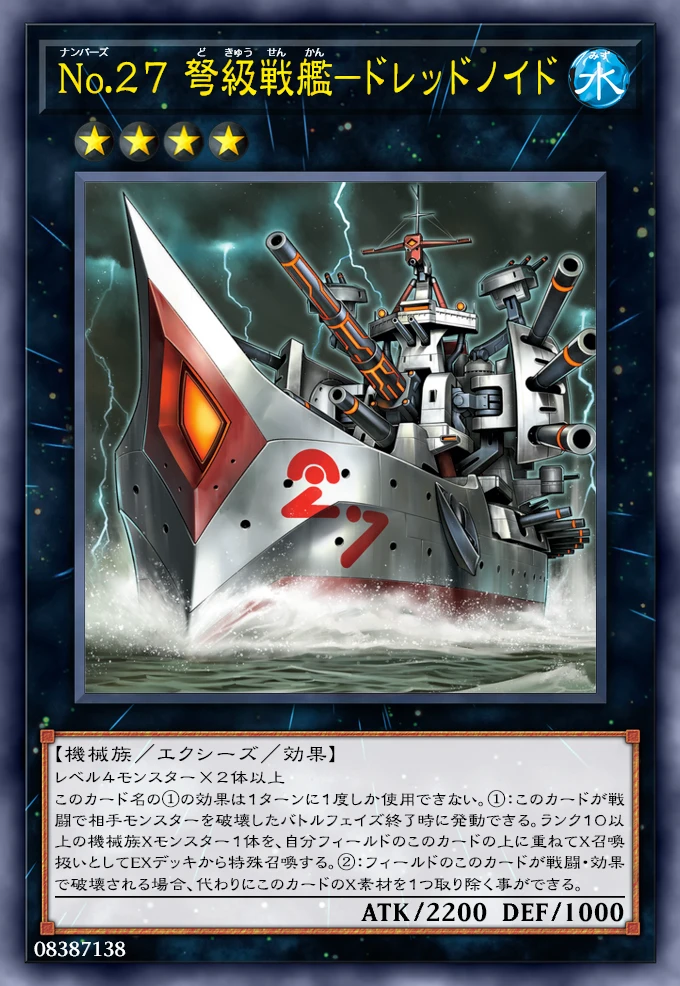 ナンバーズ ど きゅう せん かん
No.27 弩級戦艦－ドレッドノイド
みず
水
27
【機械族／エクシーズ／効果】
レベル４モンスター×２体以上
このカード名の①の効果は１ターンに１度しか使用できない。①：このカードが戦
闘で相手モンスターを破壊したバトルフェイズ終了時に発動できる。ランク１０以
上の機械族Xモンスター１体を、自分フィールドのこのカードの上に重ねてX召喚
扱いとしてEXデッキから特殊召喚する。②：フィールドのこのカードが戦闘・効果
で破壊される場合、代わりにこのカードのX素材を１つ取り除く事ができる。
ATK/2200 DEF/1000
08387138